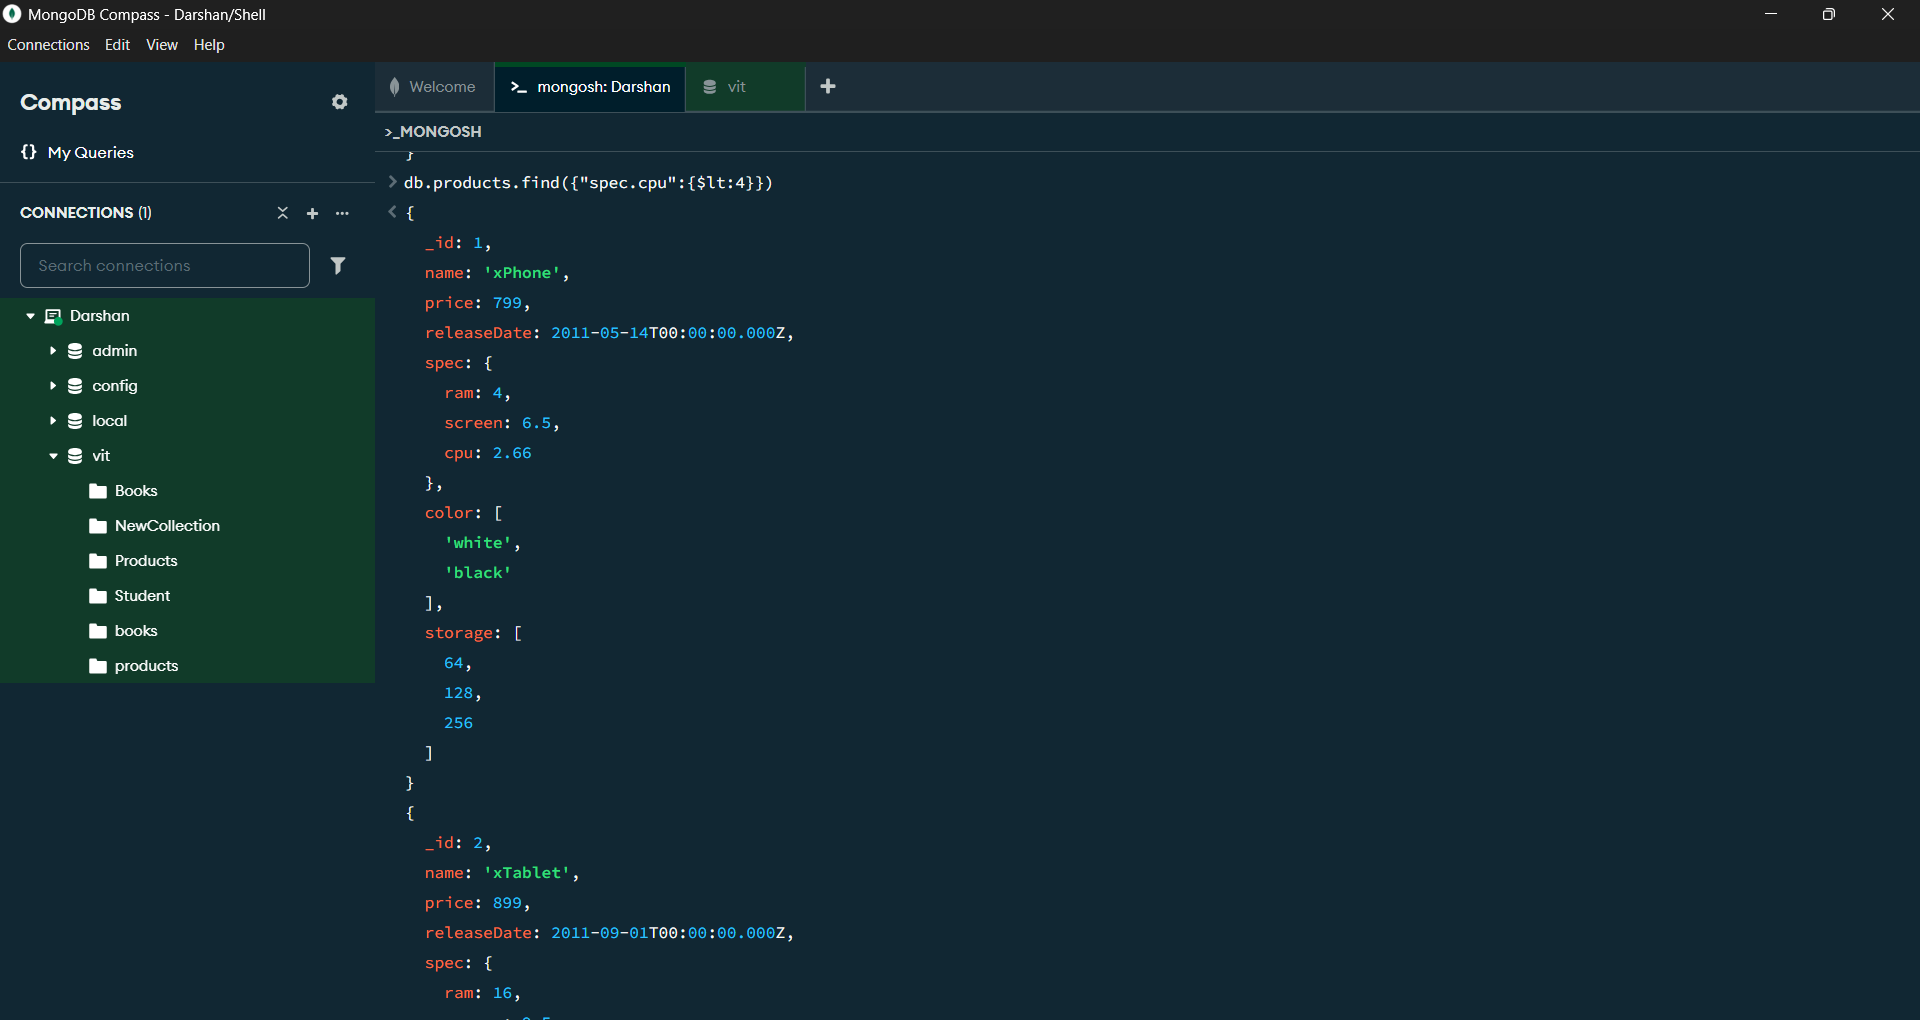 MongoDB Compass - Darshan/Shell
Connections Edit View Help
Compass
{} My Queries
CONNECTIONS (1)
Search connections
Darshan
admin
config
local
vit
Books
NewCollection
Products
Student
books
products
Welcome
>_ mongosh: Darshan
vit
+
>_MONGOSH
}
> db.products.find({"spec.cpu":{$lt:4}})
< {
_id: 1,
name: 'xPhone',
price: 799,
releaseDate: 2011-05-14T00:00:00.000Z,
spec: {
ram: 4,
screen: 6.5,
cpu: 2.66
},
color: [
'white',
'black'
],
storage: [
64,
128,
256
]
}
{
_id: 2,
name: 'xTablet',
price: 899,
releaseDate: 2011-09-01T00:00:00.000Z,
spec: {
ram: 16,